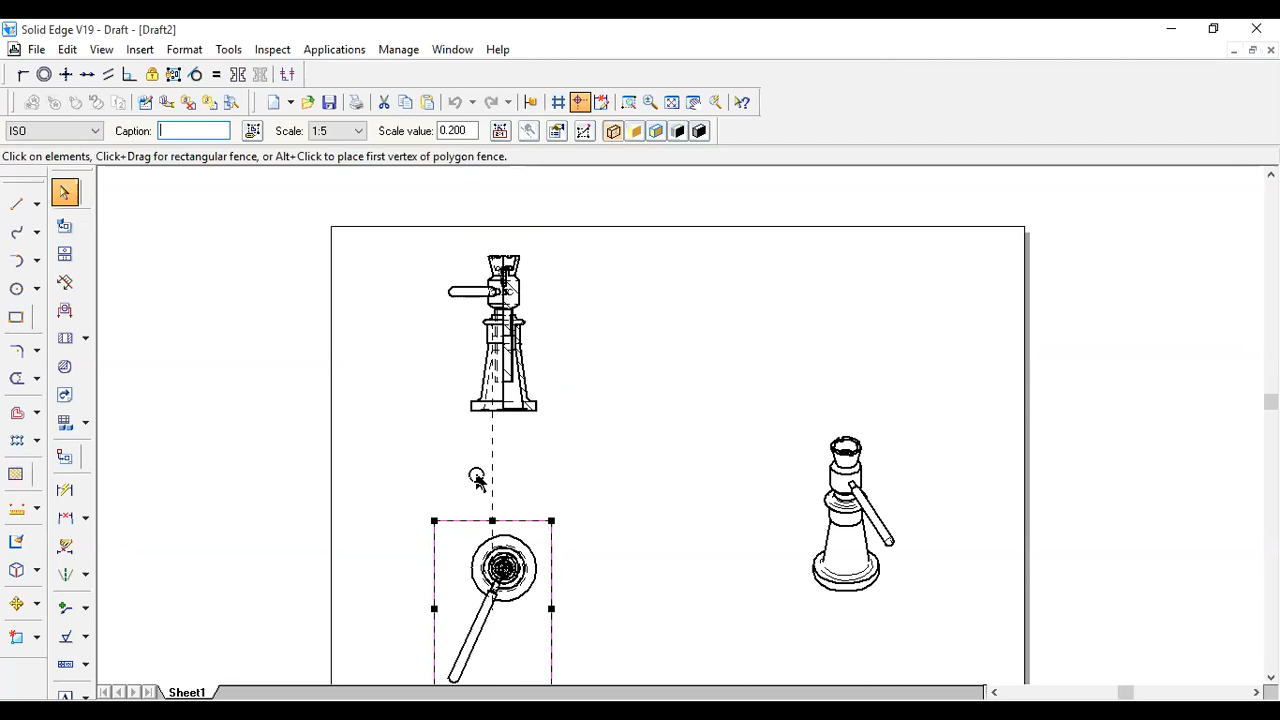 Solid Edge V19 - Draft - [Draft2]
File Edit View Insert Format Tools Inspect Applications Manage Window Help
ISO Caption: Scale: 1:5 Scale value: 0.200
Click on elements, Click+Drag for rectangular fence, or Alt+Click to place first vertex of polygon fence.
Sheet1